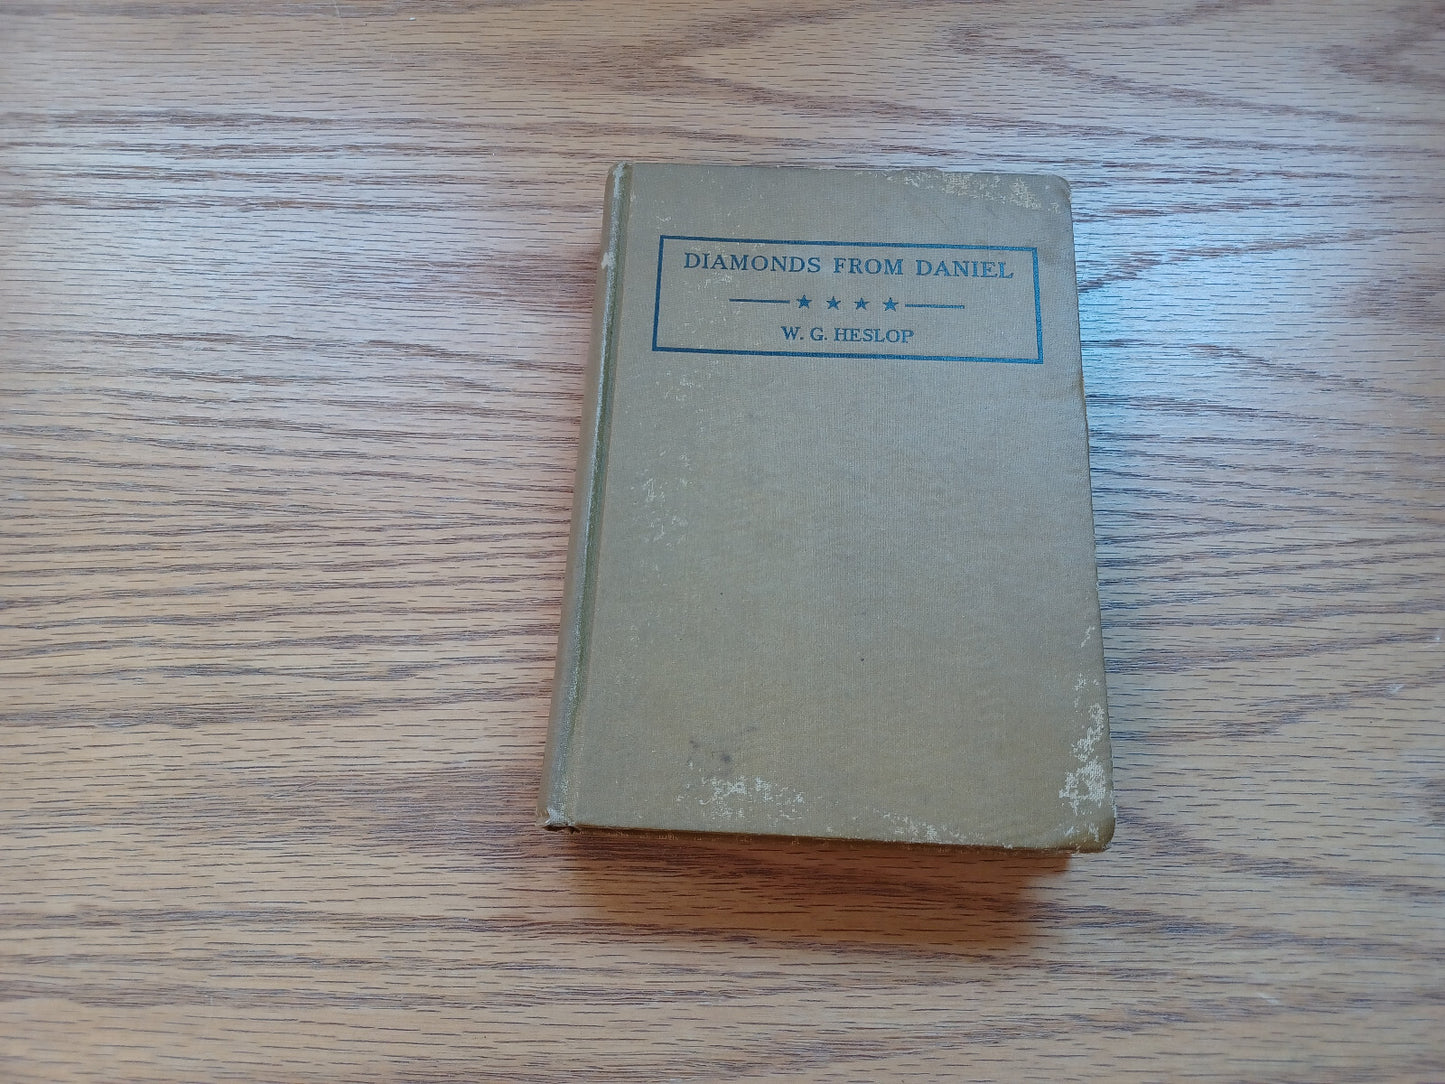 DIAMONDS FROM DANIEL
W. G. HESLOP